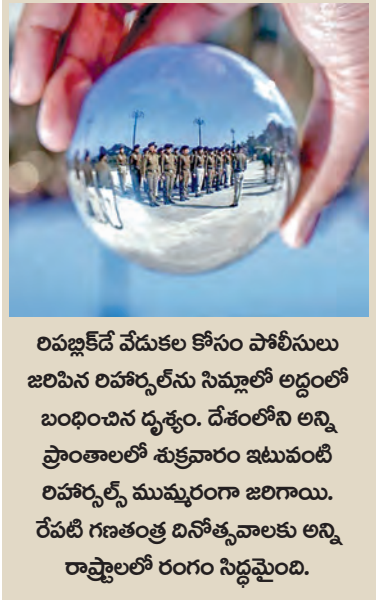 రిపబ్లిక్‌డే వేడుకల కోసం పోలీసులు
జరిపిన రిహార్సల్‌ను సిమ్లాలో అద్దంలో
బంధించిన దృశ్యం. దేశంలోని అన్ని
ప్రాంతాలలో శుక్రవారం ఇటువంటి
రిహార్సల్స్ ముమ్మరంగా జరిగాయి.
రేపటి గణతంత్ర దినోత్సవాలకు అన్ని
రాష్ట్రాలలో రంగం సిద్ధమైంది.